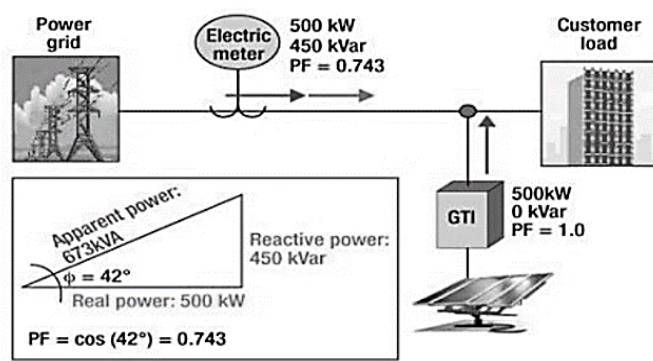 Power
grid
Electric
meter
500 kW
450 kVar
PF = 0.743
Customer
load
GTI
500kW
0 kVar
PF = 1.0
Apparent power:
673kVA
ϕ = 42°
Reactive power:
450 kVar
Real power: 500 kW
PF = cos (42°) = 0.743